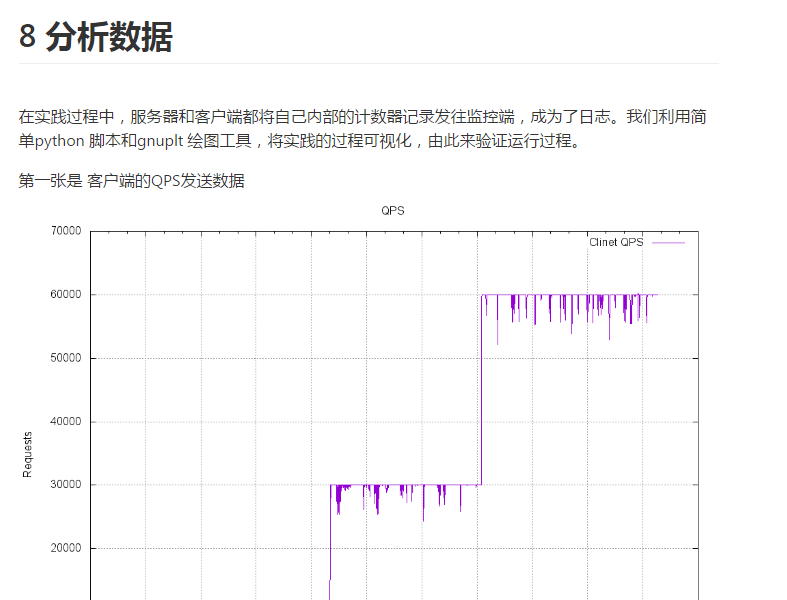 8 分析数据
在实践过程中，服务器和客户端都将自己内部的计数器记录发往监控端，成为了日志。我们利用简
单python 脚本和gnuplt 绘图工具，将实践的过程可视化，由此来验证运行过程。
第一张是 客户端的QPS发送数据
QPS
Clinet QPS
70000
60000
50000
40000
30000
20000
Requests